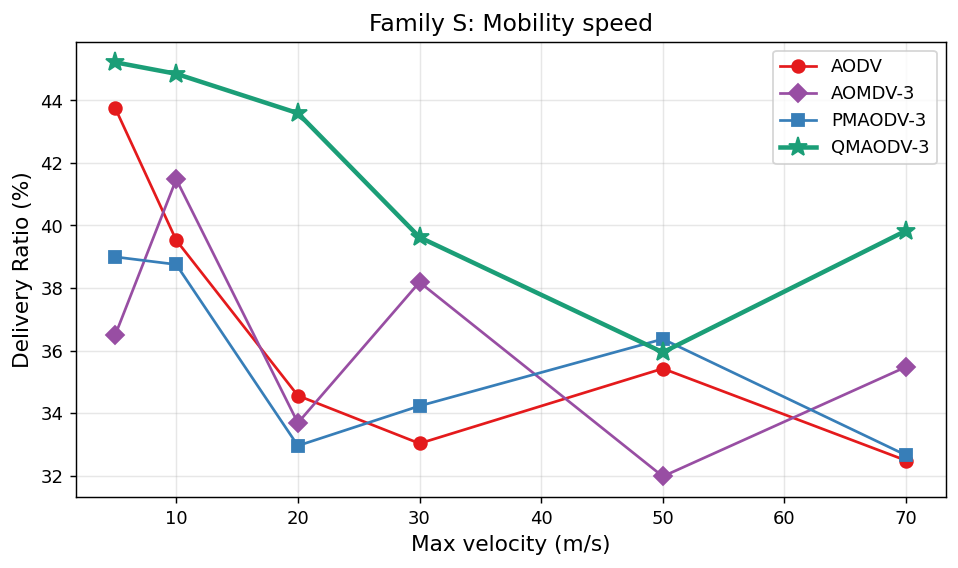 Family S: Mobility speed
AODV
AOMDV-3
PMAODV-3
QMAODV-3
Delivery Ratio (%)
44
42
40
38
36
34
32
10
20
30
40
50
60
70
Max velocity (m/s)